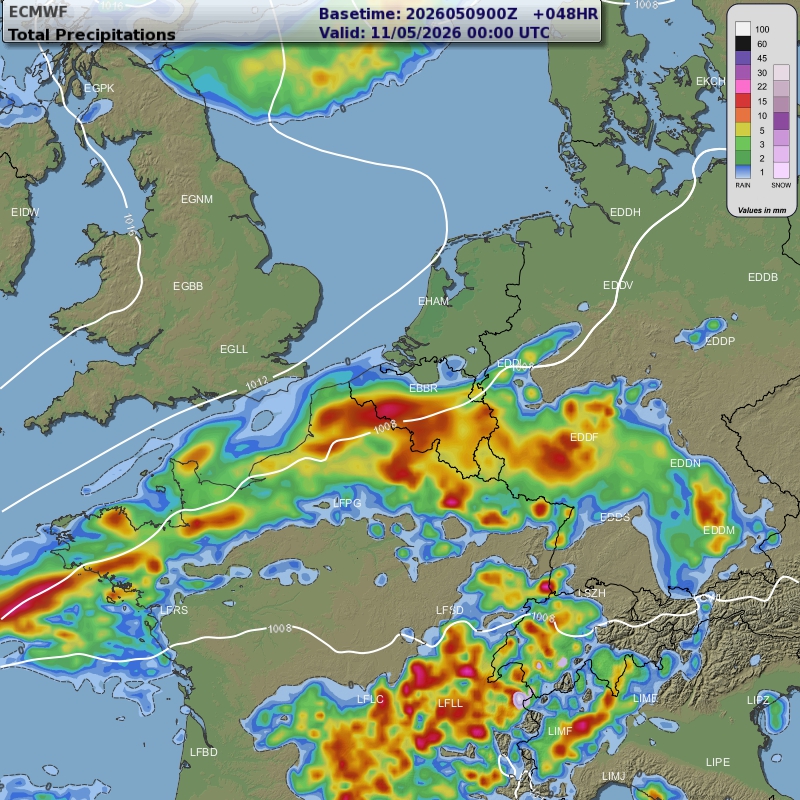 ECMWF
Basetime: 2026050900Z +048HR
Total Precipitations
Valid: 11/05/2026 00:00 UTC
1016
1008
100
60
45
30
22
15
10
5
3
2
1
RAIN SNOW
Values in mm
EGPK
EKCH
EGNM
EIDW
EDDH
1016
EGBB
EDDV
EDDB
EHAM
EDDP
EGLL
EDDL
1008
1012
EBBR
1008
EDDF
EDDN
LFPG
EDDS
EDDM
LSZH
LFRS
LFSD
1008
1008
LFLC
LFLL
LIME
LIPZ
LIMF
LFBD
LIPE
LIMJ